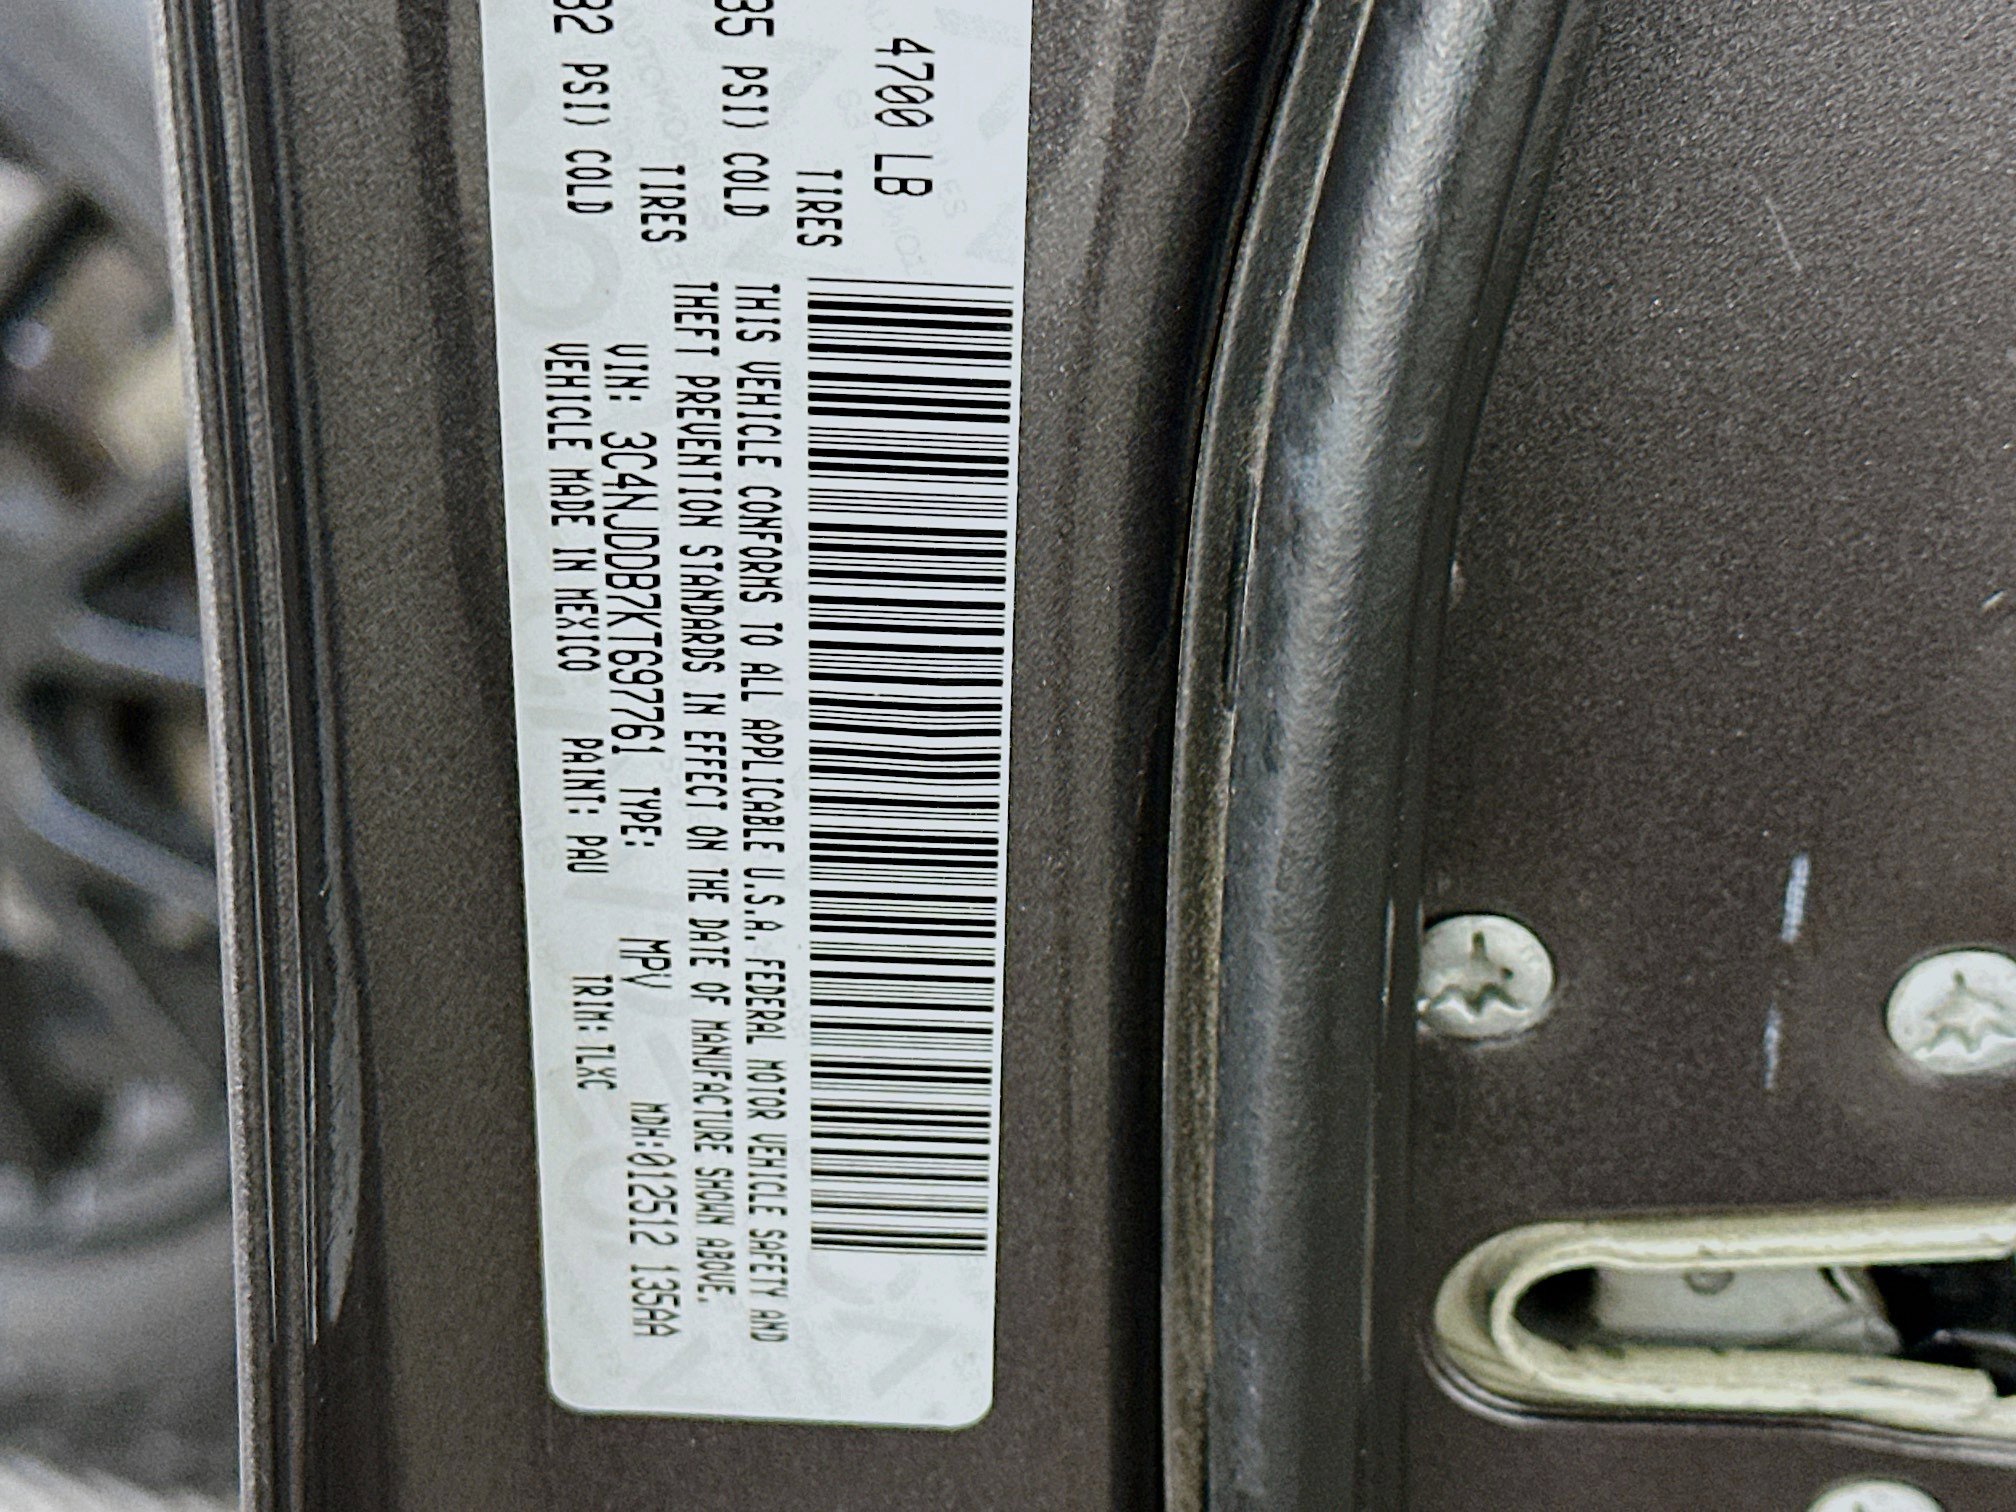 4700 LB
TIRES
35 PSI) COLD
TIRES
32 PSI) COLD
THIS VEHICLE CONFORMS TO ALL APPLICABLE U.S.A. FEDERAL MOTOR VEHICLE SAFETY AND
THEFT PREVENTION STANDARDS IN EFFECT ON THE DATE OF MANUFACTURE SHOWN ABOVE.
VIN: 3C4NJDDB7KT697761 TYPE: MPV MDH:012512 135AA
VEHICLE MADE IN MEXICO PAINT: PAU TRIM: TLXC